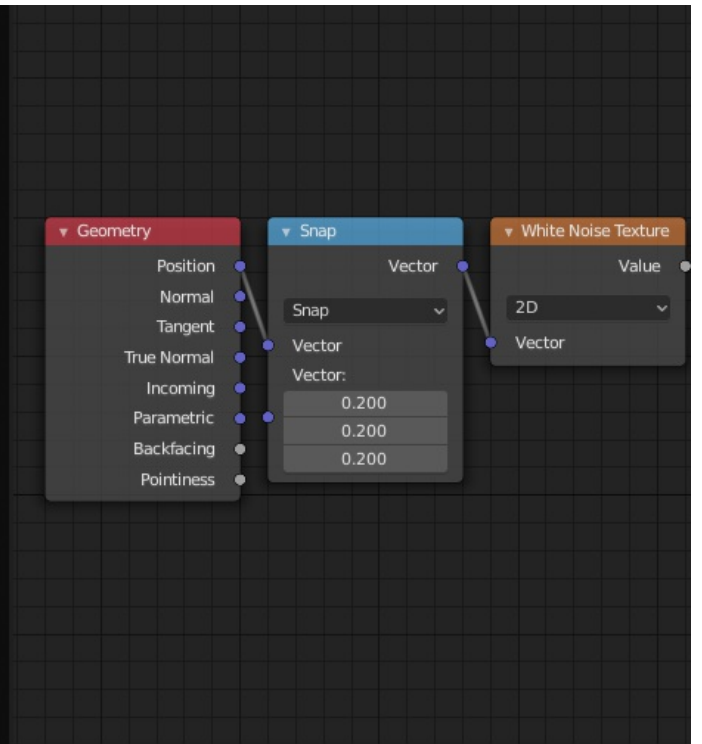 Geometry
Position
Normal
Tangent
True Normal
Incoming
Parametric
Backfacing
Pointiness
Snap
Vector
Snap
Vector
Vector:
0.200
0.200
0.200
White Noise Texture
Value
2D
Vector